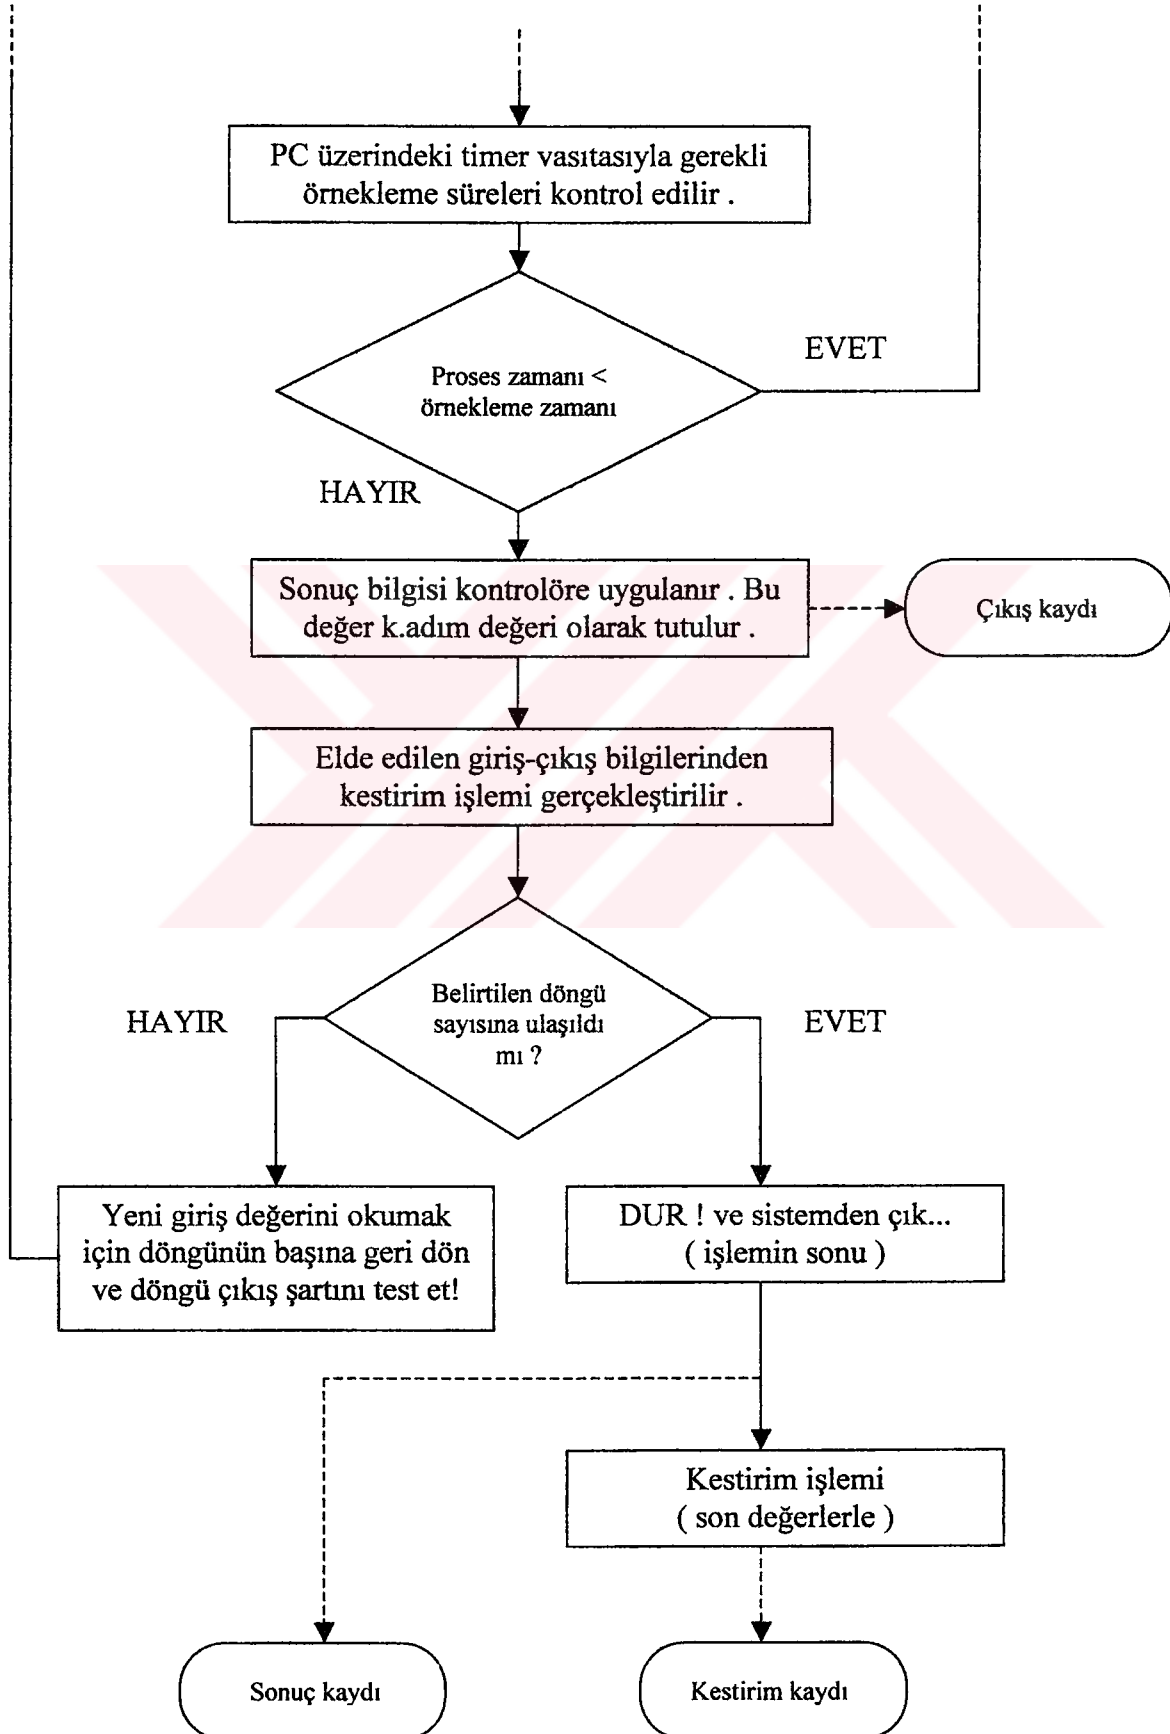 PC üzerindeki timer vasıtasıyla gerekli
örnekleme süreleri kontrol edilir .
EVET
Proses zamanı <
örnekleme zamanı
HAYIR
Sonuç bilgisi kontrolöre uygulanır . Bu
değer k.adım değeri olarak tutulur .
Çıkış kaydı
Elde edilen giriş-çıkış bilgilerinden
kestirim işlemi gerçekleştirilir .
Belirtilen döngü
sayısına ulaşıldı
mı ?
HAYIR
EVET
Yeni giriş değerini okumak
için döngünün başına geri dön
ve döngü çıkış şartını test et!
DUR ! ve sistemden çık...
( işlemin sonu )
Kestirim işlemi
( son değerlerle )
Sonuç kaydı
Kestirim kaydı